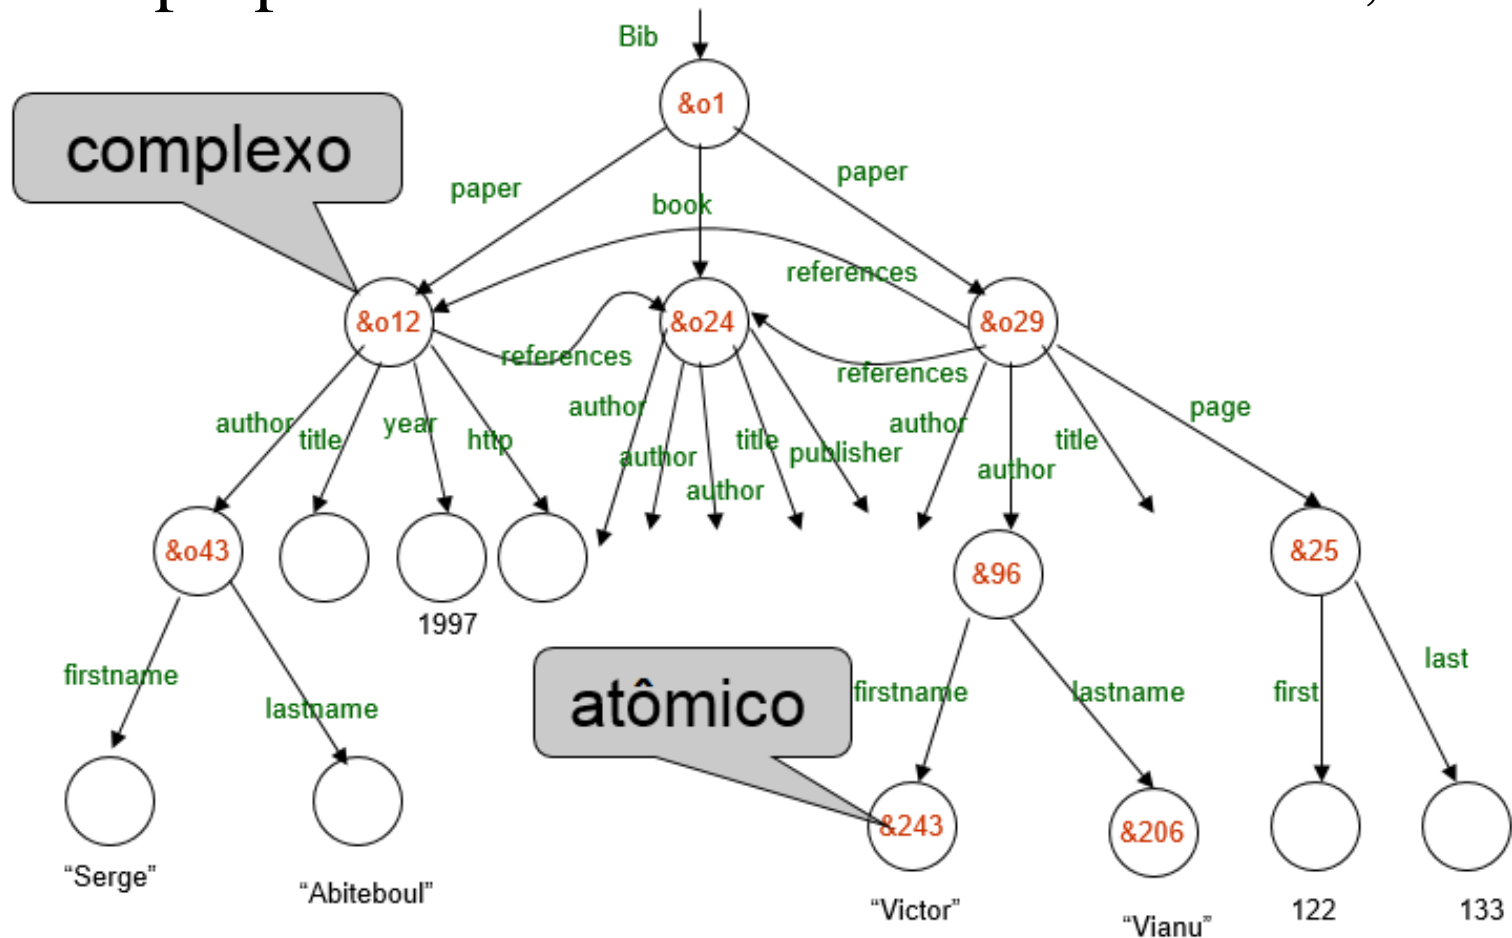 Bib
&o1
complexo
paper
paper
book
references
&o12
&o24
&o29
references
references
author
title
year
http
author
author
author
title
publisher
author
author
title
page
&o43
&96
&25
1997
firstname
lastname
atômico
firstname
lastname
first
last
&243
&206
“Serge”
“Abiteboul”
“Victor”
“Vianu”
122
133